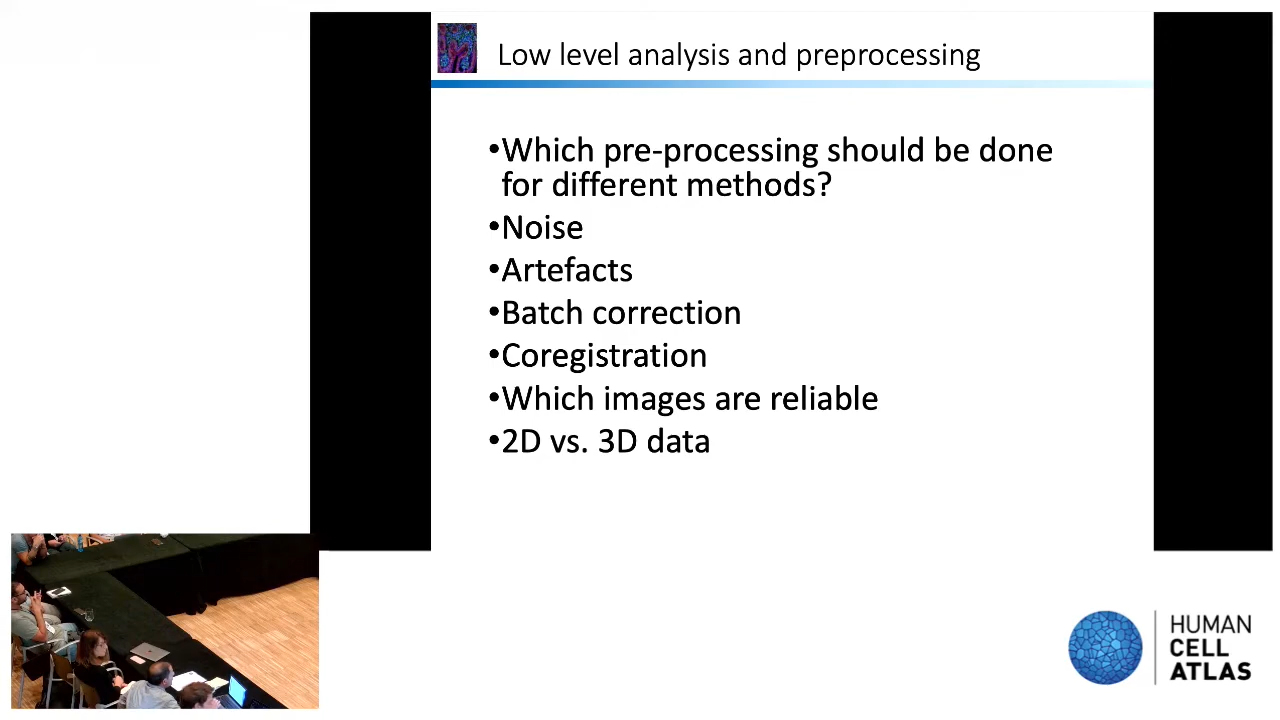 Low level analysis and preprocessing
•Which pre-processing should be done
for different methods?
•Noise
•Artefacts
•Batch correction
•Coregistration
•Which images are reliable
•2D vs. 3D data
HUMAN
CELL
ATLAS